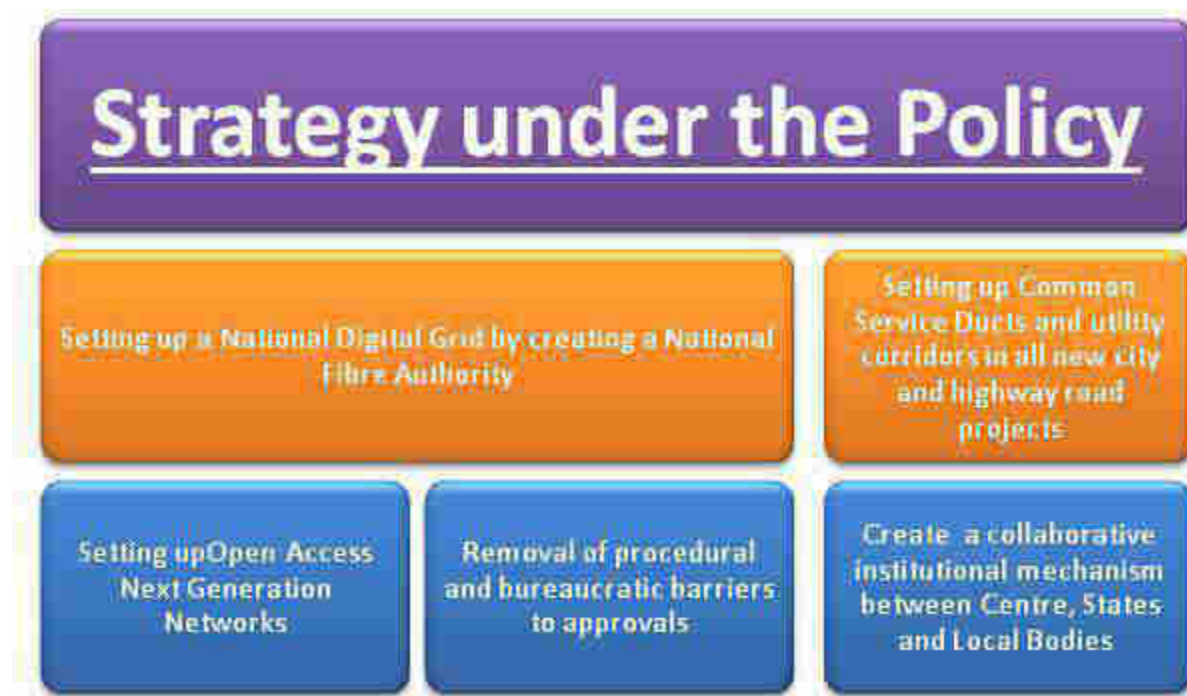 Strategy under the Policy
Setting up a National Digital Grid by creating a National
Fibre Authority
Setting up Common
Service Ducts and utility
corridors in all new city
and highway road
projects
Setting upOpen Access
Next Generation
Networks
Removal of procedural
and bureaucratic barriers
to approvals
Create a collaborative
institutional mechanism
between Centre, States
and Local Bodies